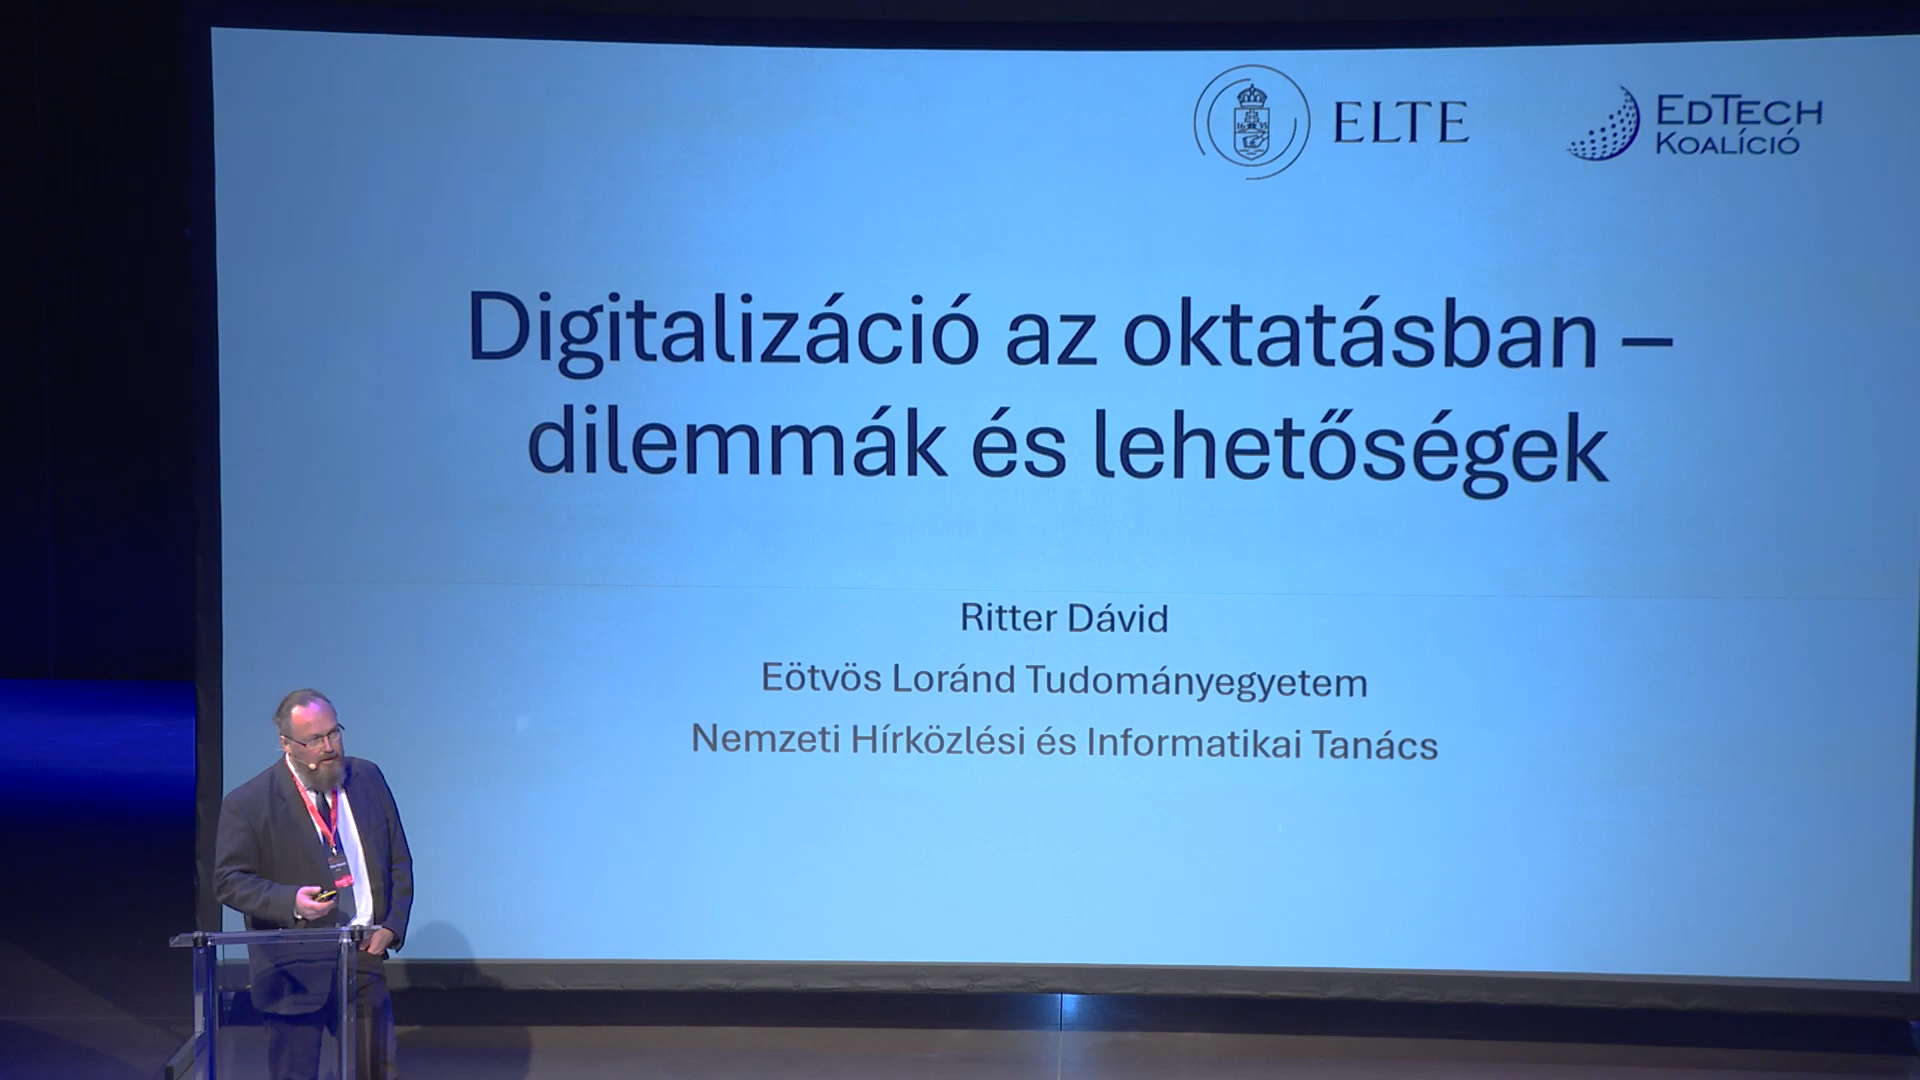 ELTE
EdTech
Koalíció
Digitalizáció az oktatásban –
dilemmák és lehetőségek
Ritter Dávid
Eötvös Loránd Tudományegyetem
Nemzeti Hírközlési és Informatikai Tanács